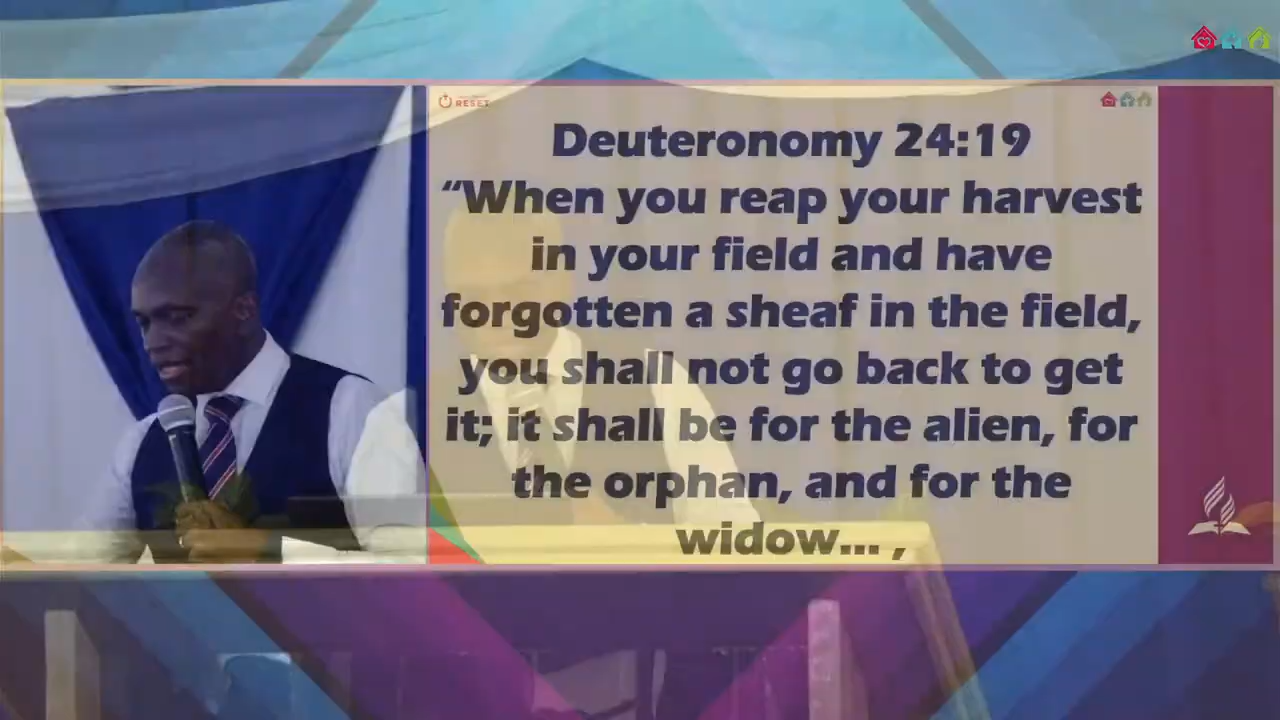 RESET
Deuteronomy 24:19
“When you reap your harvest
in your field and have
forgotten a sheaf in the field,
you shall not go back to get
it; it shall be for the alien, for
the orphan, and for the
widow... ,